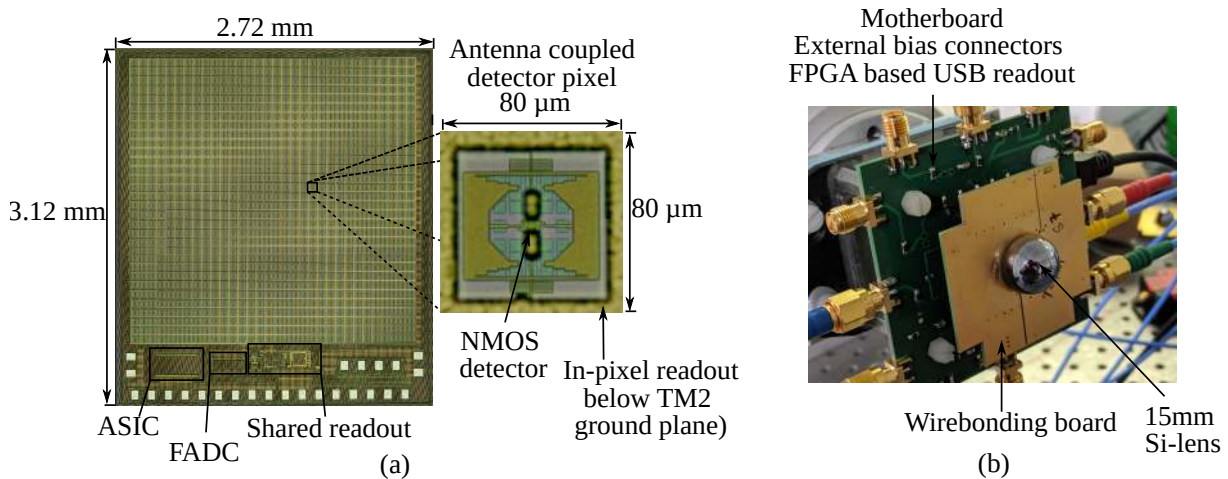 2.72 mm
3.12 mm
Antenna coupled
detector pixel
80 µm
80 µm
NMOS
detector
In-pixel readout
below TM2
ground plane)
ASIC
FADC
Shared readout
(a)
Motherboard
External bias connectors
FPGA based USB readout
Wirebonding board
15mm
Si-lens
(b)